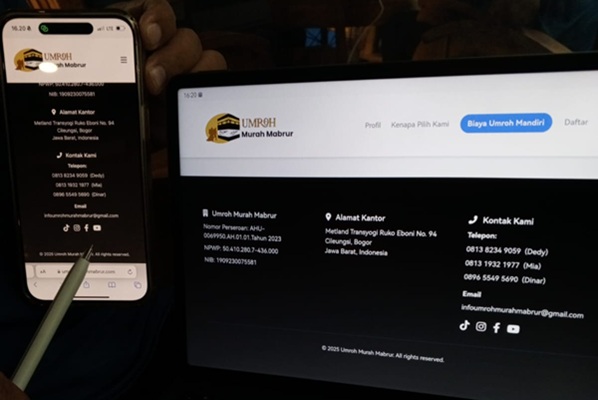 16.20
LTE
UMROH
Murah Mabrur
NPWP: 50.410.280.7-436.000
NIB: 1909230075581
Alamat Kantor
Metland Transyogi Ruko Eboni No. 94
Cileungsi, Bogor
Jawa Barat, Indonesia
Kontak Kami
Telepon:
0813 8234 9059 (Dedy)
0813 1932 1977 (Mia)
0896 5549 5690 (Dinar)
Email
infoumrohmurahmabrur@gmail.com
© 2025 Umroh Murah Mabrur. All rights reserved.
16.20
UMROH
Murah Mabrur
Profil
Kenapa Pilih Kami
Biaya Umroh Mandiri
Daftar
Umroh Murah Mabrur
Nomor Perseroan: AHU-
0069950.AH.01.01.Tahun 2023
NPWP: 50.410.280.7-436.000
NIB: 1909230075581
Alamat Kantor
Metland Transyogi Ruko Eboni No. 94
Cileungsi, Bogor
Jawa Barat, Indonesia
Kontak Kami
Telepon:
0813 8234 9059 (Dedy)
0813 1932 1977 (Mia)
0896 5549 5690 (Dinar)
Email
infoumrohmurahmabrur@gmail.com
© 2025 Umroh Murah Mabrur. All rights reserved.